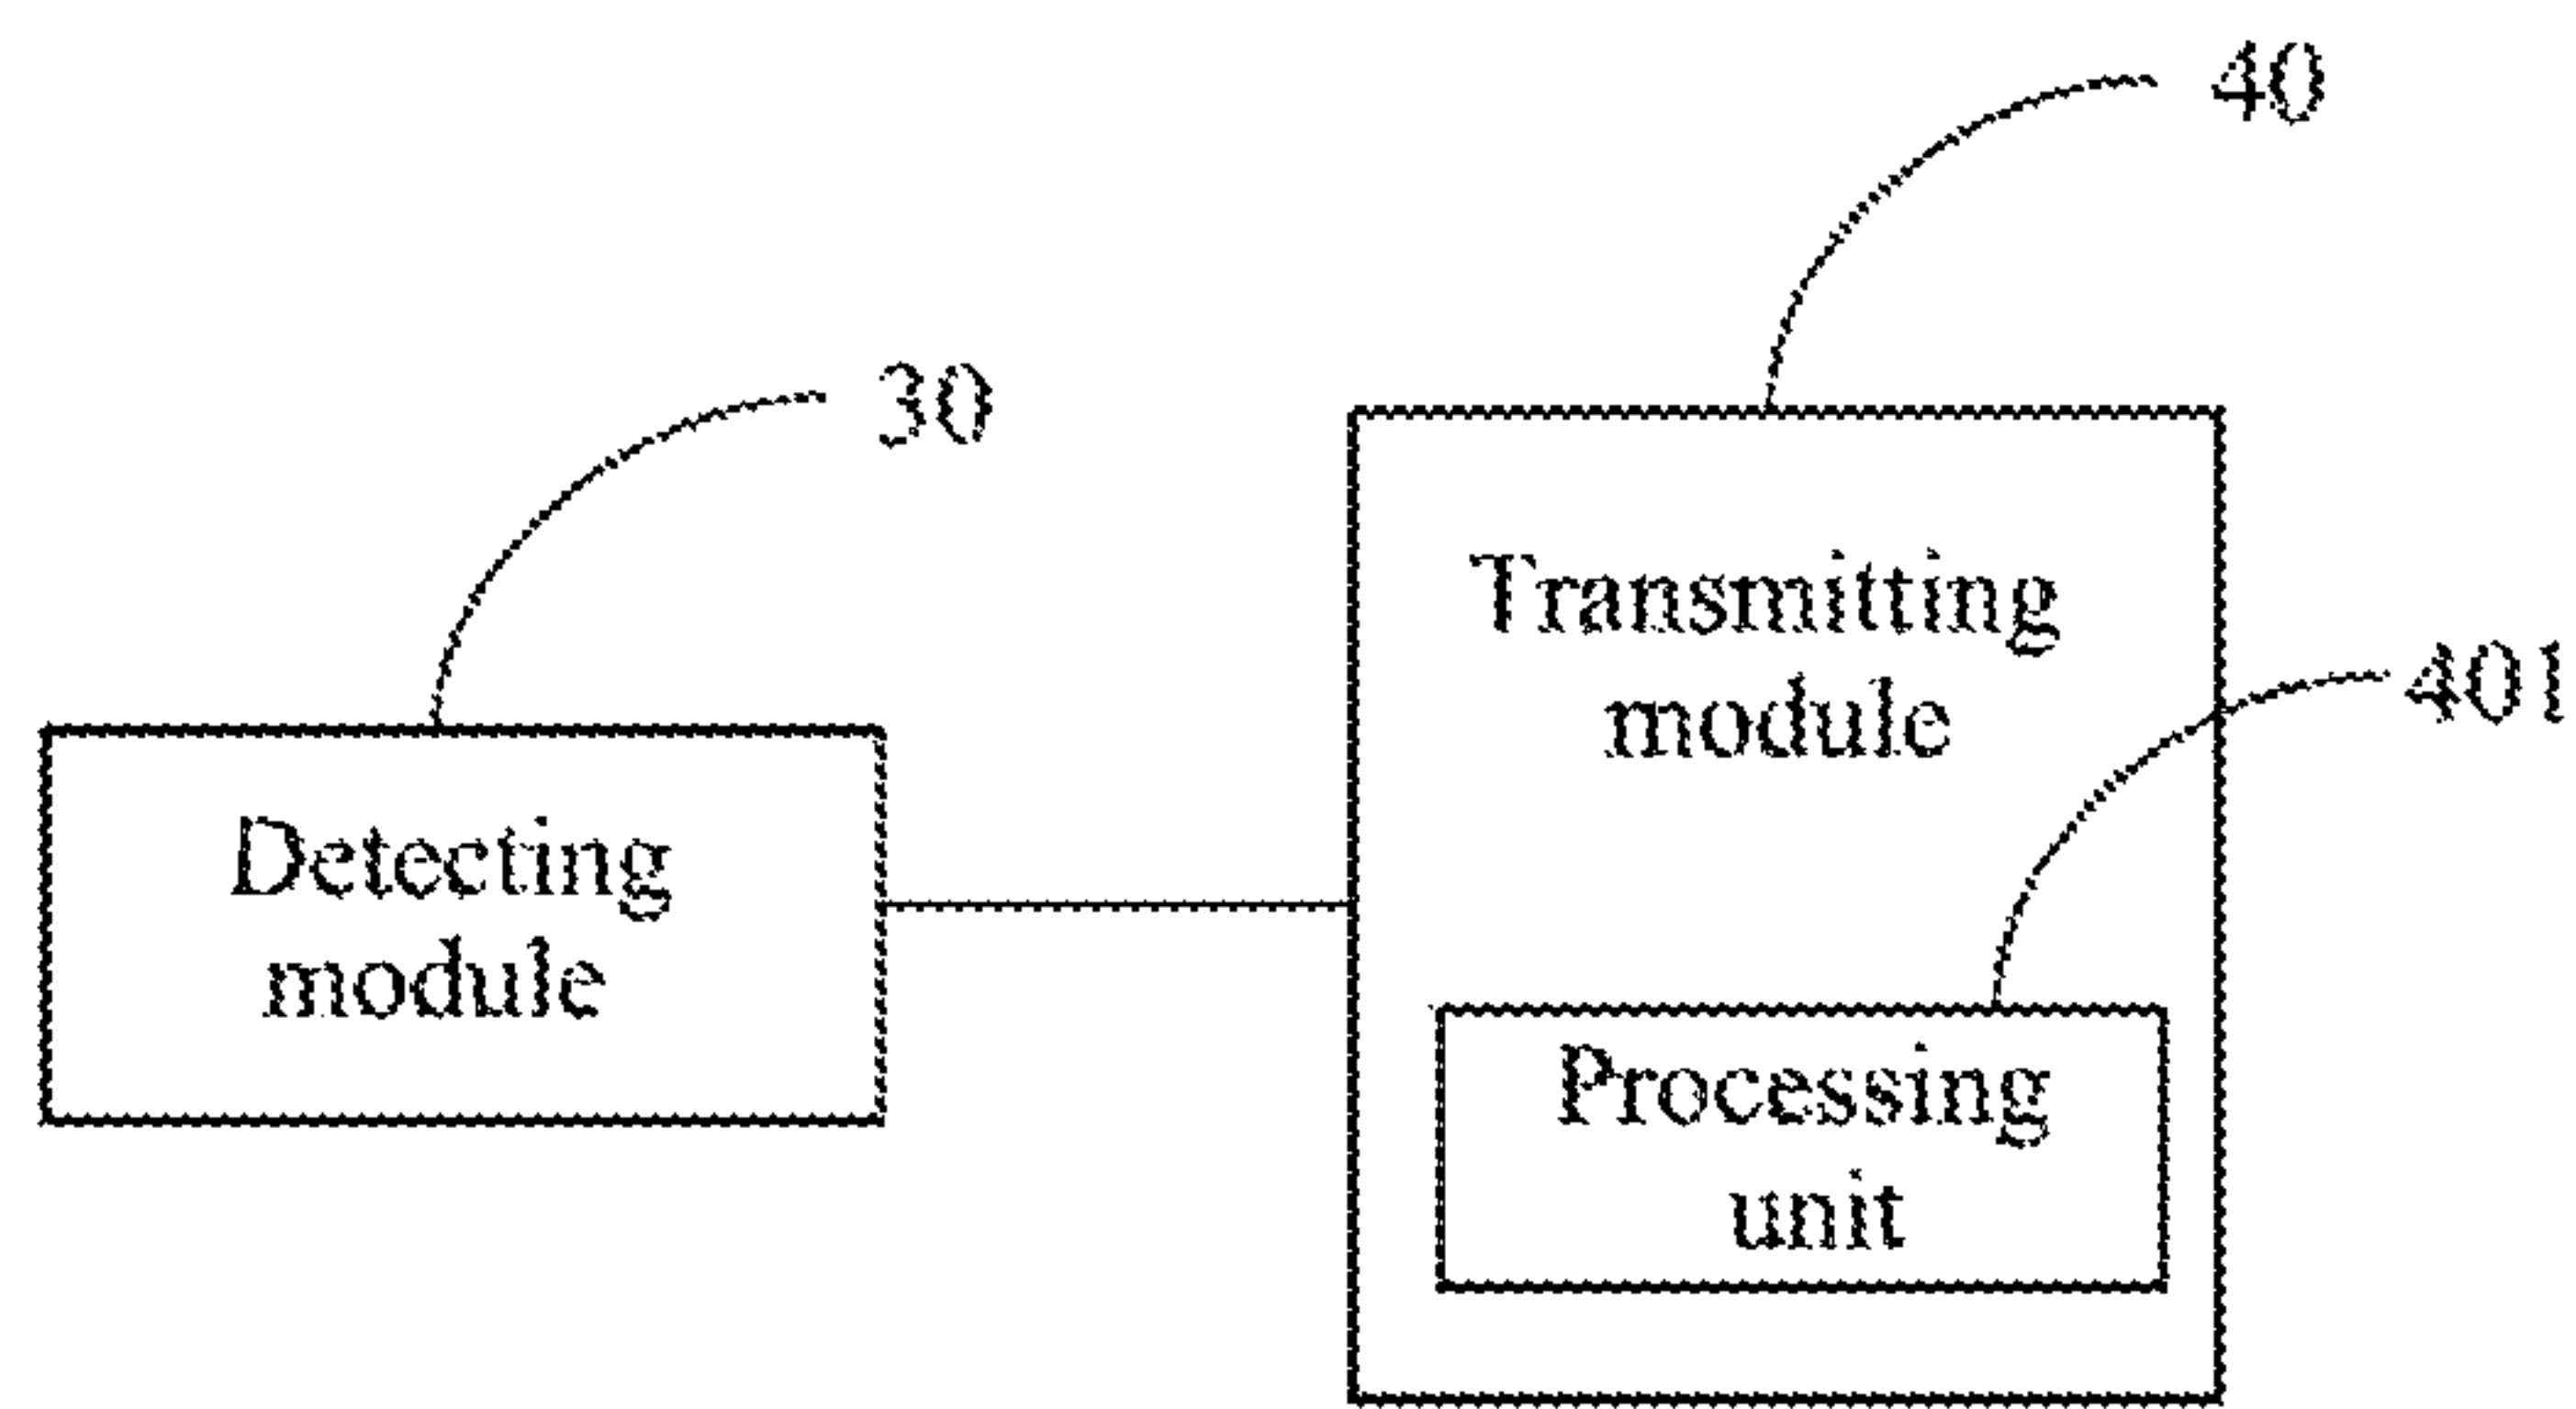 40
30
Transmitting
module
401
Detecting
module
Processing
unit